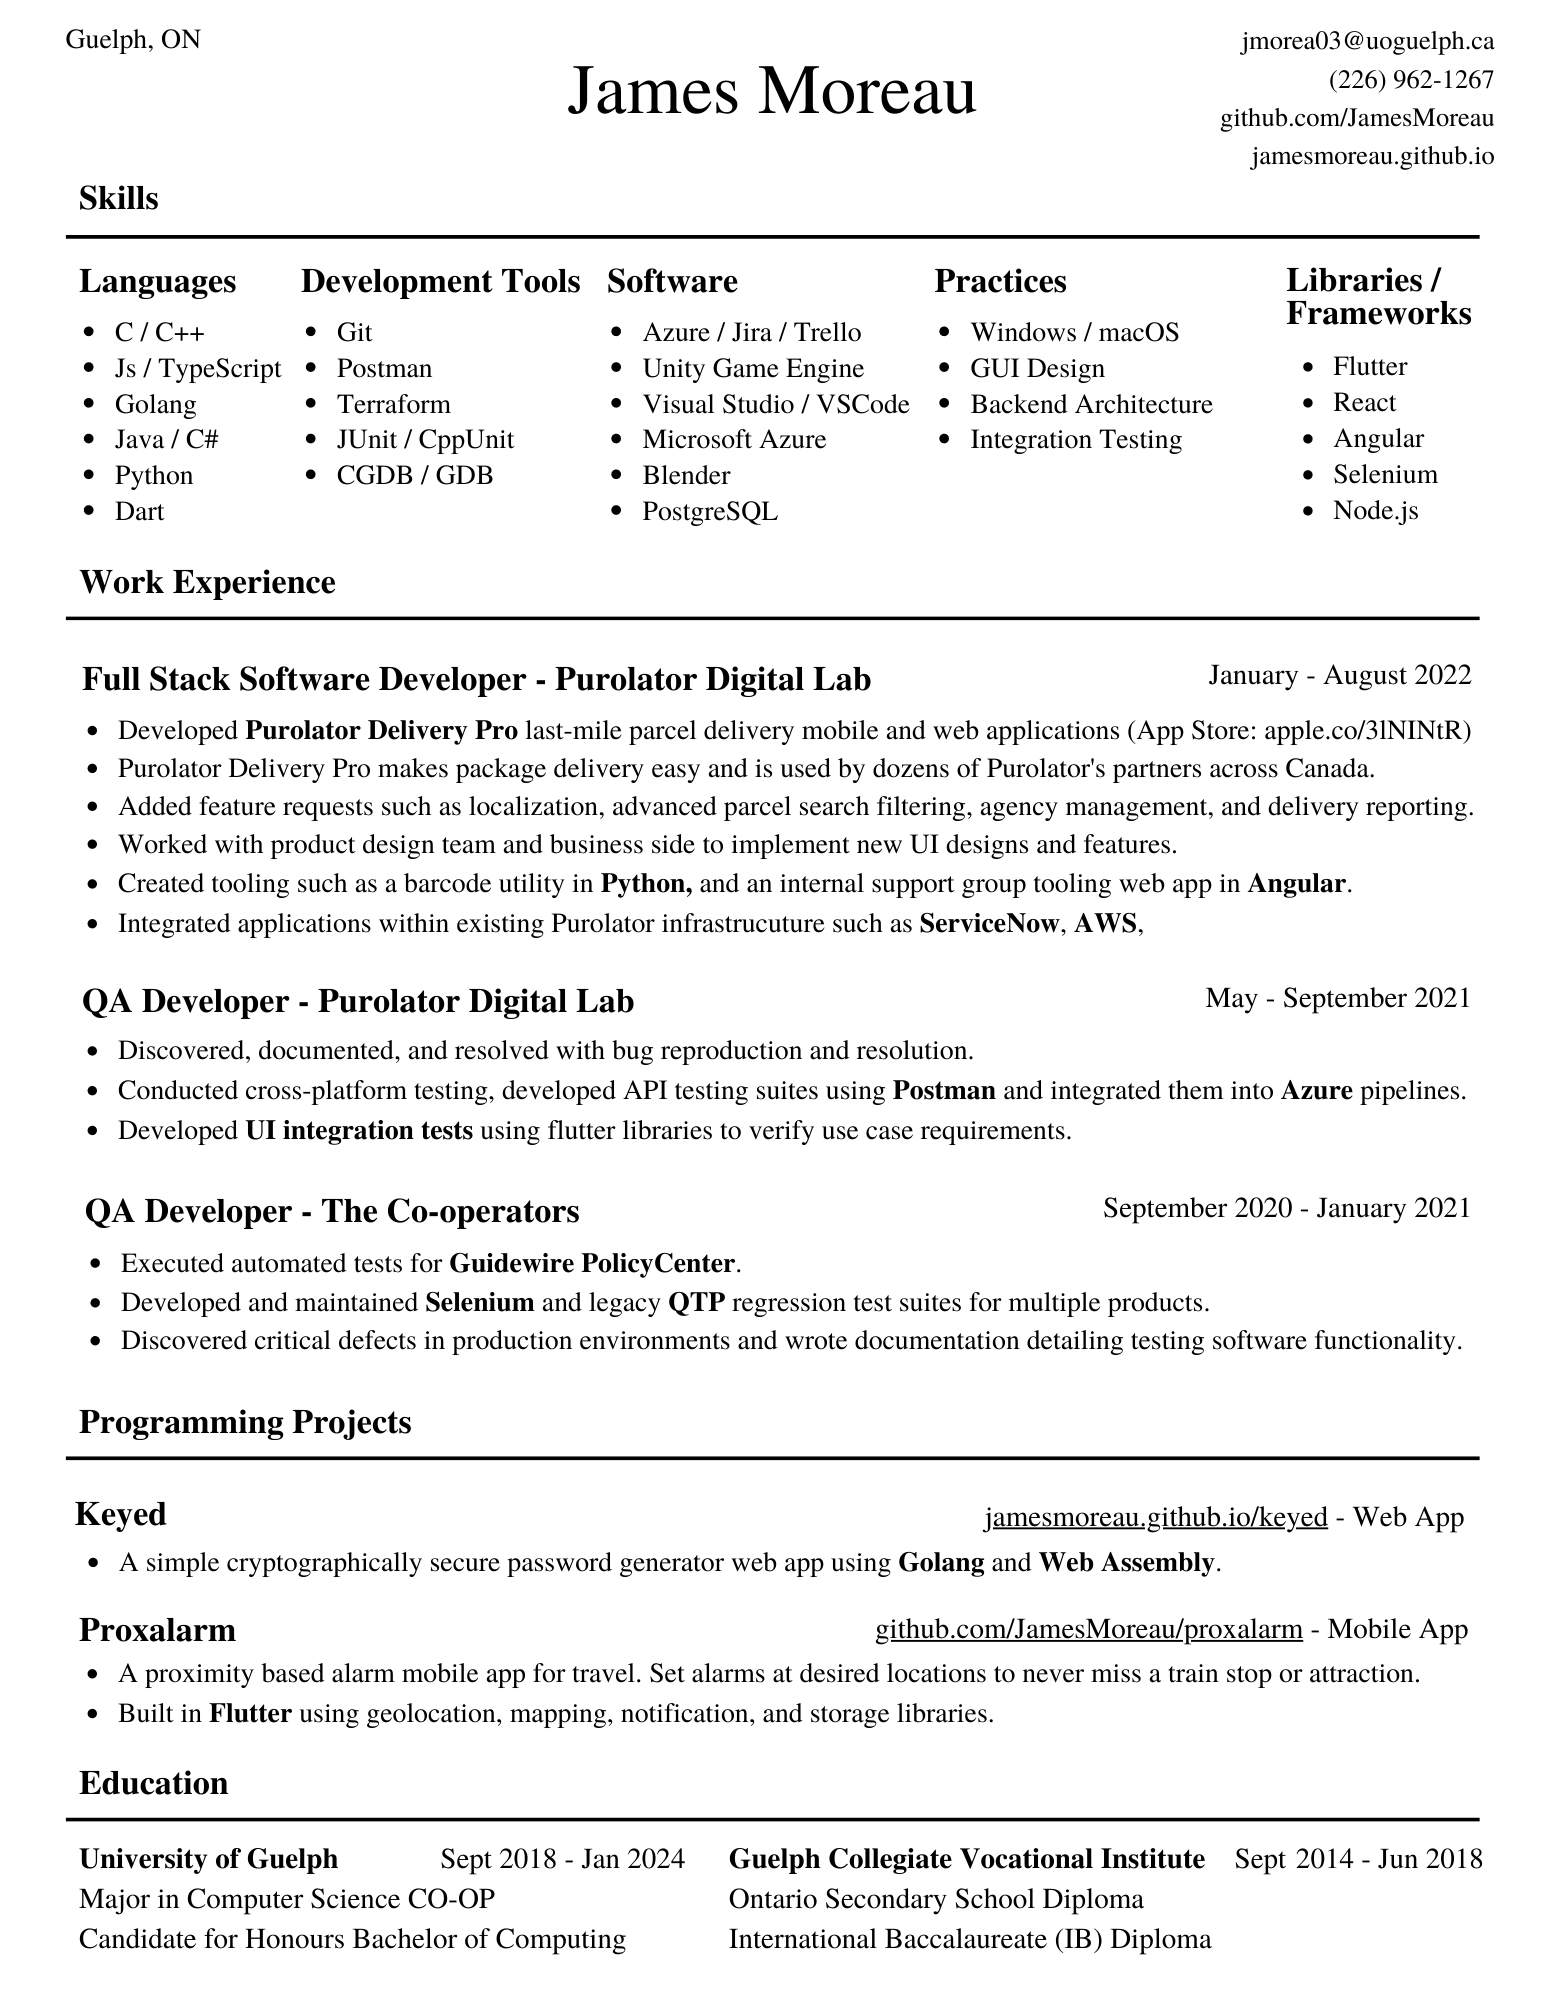 Guelph, ON
James Moreau
jmorea03@uoguelph.ca
(226) 962-1267
github.com/JamesMoreau
jamesmoreau.github.io
Skills
Languages
• C / C++
• Js / TypeScript
• Golang
• Java / C#
• Python
• Dart
Development Tools
• Git
• Postman
• Terraform
• JUnit / CppUnit
• CGDB / GDB
Software
• Azure / Jira / Trello
• Unity Game Engine
• Visual Studio / VSCode
• Microsoft Azure
• Blender
• PostgreSQL
Practices
• Windows / macOS
• GUI Design
• Backend Architecture
• Integration Testing
Libraries /
Frameworks
• Flutter
• React
• Angular
• Selenium
• Node.js
Work Experience
Full Stack Software Developer - Purolator Digital Lab January - August 2022
• Developed Purolator Delivery Pro last-mile parcel delivery mobile and web applications (App Store: apple.co/3lNINtR)
• Purolator Delivery Pro makes package delivery easy and is used by dozens of Purolator's partners across Canada.
• Added feature requests such as localization, advanced parcel search filtering, agency management, and delivery reporting.
• Worked with product design team and business side to implement new UI designs and features.
• Created tooling such as a barcode utility in Python, and an internal support group tooling web app in Angular.
• Integrated applications within existing Purolator infrastrucuture such as ServiceNow, AWS,
QA Developer - Purolator Digital Lab May - September 2021
• Discovered, documented, and resolved with bug reproduction and resolution.
• Conducted cross-platform testing, developed API testing suites using Postman and integrated them into Azure pipelines.
• Developed UI integration tests using flutter libraries to verify use case requirements.
QA Developer - The Co-operators September 2020 - January 2021
• Executed automated tests for Guidewire PolicyCenter.
• Developed and maintained Selenium and legacy QTP regression test suites for multiple products.
• Discovered critical defects in production environments and wrote documentation detailing testing software functionality.
Programming Projects
Keyed jamesmoreau.github.io/keyed - Web App
• A simple cryptographically secure password generator web app using Golang and Web Assembly.
Proxalarm github.com/JamesMoreau/proxalarm - Mobile App
• A proximity based alarm mobile app for travel. Set alarms at desired locations to never miss a train stop or attraction.
• Built in Flutter using geolocation, mapping, notification, and storage libraries.
Education
University of Guelph Sept 2018 - Jan 2024
Major in Computer Science CO-OP
Candidate for Honours Bachelor of Computing
Guelph Collegiate Vocational Institute Sept 2014 - Jun 2018
Ontario Secondary School Diploma
International Baccalaureate (IB) Diploma